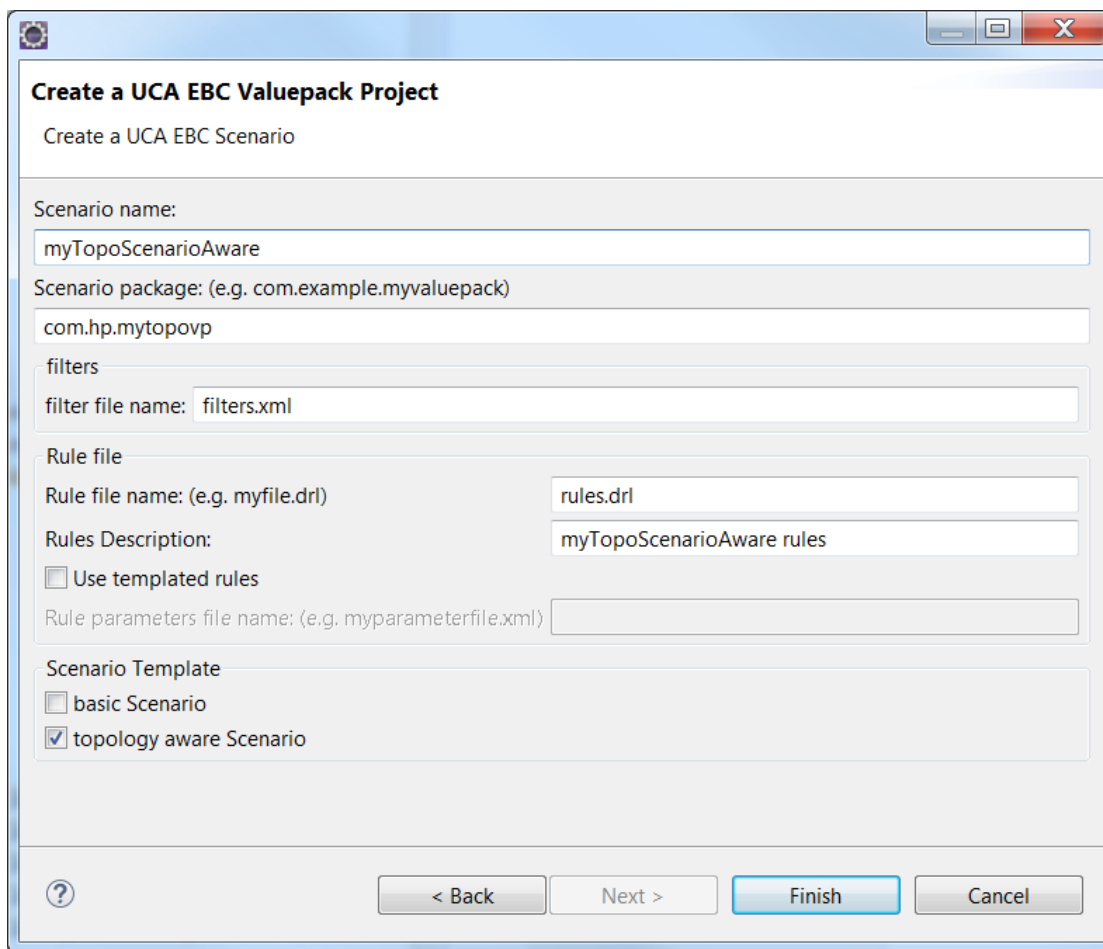 Create a UCA EBC Valuepack Project
Create a UCA EBC Scenario
Scenario name:
myTopoScenarioAware
Scenario package: (e.g. com.example.myvaluepack)
com.hp.mytopovp
filters
filter file name: filters.xml
Rule file
Rule file name: (e.g. myfile.drl) rules.drl
Rules Description: myTopoScenarioAware rules
Use templated rules
Rule parameters file name: (e.g. myparameterfile.xml)
Scenario Template
basic Scenario
topology aware Scenario
? < Back Next > Finish Cancel